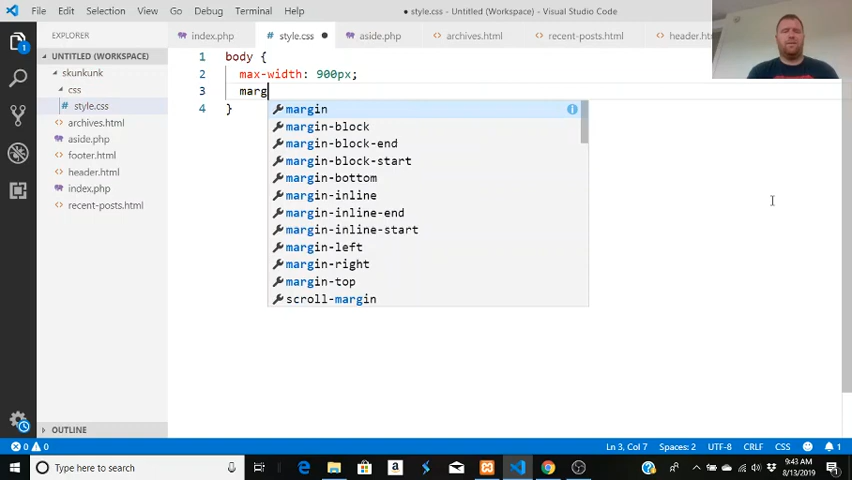 File Edit Selection View Go Debug Terminal Help
● style.css - Untitled (Workspace) - Visual Studio Code
EXPLORER
index.php
style.css ●
aside.php
archives.html
recent-posts.html
header.ht
UNTITLED (WORKSPACE)
skunkunk
css
# style.css
archives.html
aside.php
footer.html
header.html
index.php
recent-posts.html
OUTLINE
1 body {
2 max-width: 900px;
3 marg
4 }
margin
margin-block
margin-block-end
margin-block-start
margin-bottom
margin-inline
margin-inline-end
margin-inline-start
margin-left
margin-right
margin-top
scroll-margin
1
0 0
Ln 3, Col 7 Spaces: 2 UTF-8 CRLF CSS 1
Type here to search
9:43 AM
8/13/2019